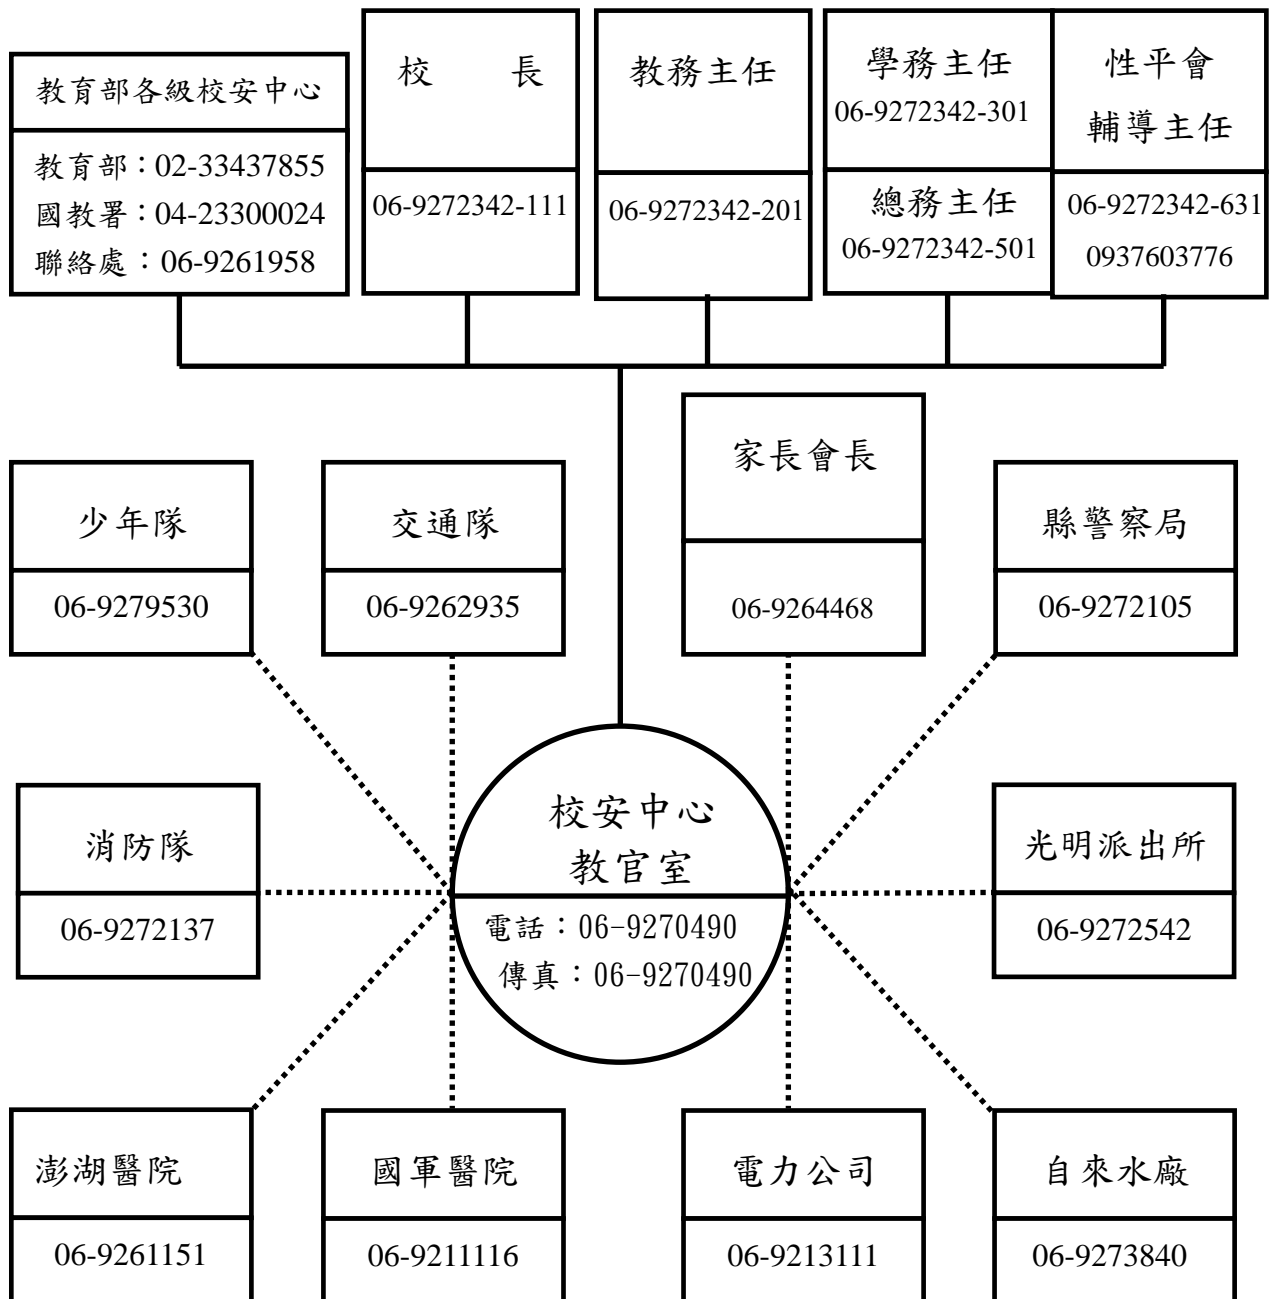 教育部各級校安中心
教育部：02-33437855
國教署：04-23300024
聯絡處：06-9261958
校 長
06-9272342-111
教務主任
06-9272342-201
學務主任
06-9272342-301
總務主任
06-9272342-501
性平會
輔導主任
06-9272342-631
0937603776
家長會長
06-9264468
少年隊
06-9279530
交通隊
06-9262935
縣警察局
06-9272105
消防隊
06-9272137
校安中心
教官室
電話：06-9270490
傳真：06-9270490
光明派出所
06-9272542
澎湖醫院
06-9261151
國軍醫院
06-9211116
電力公司
06-9213111
自來水廠
06-9273840